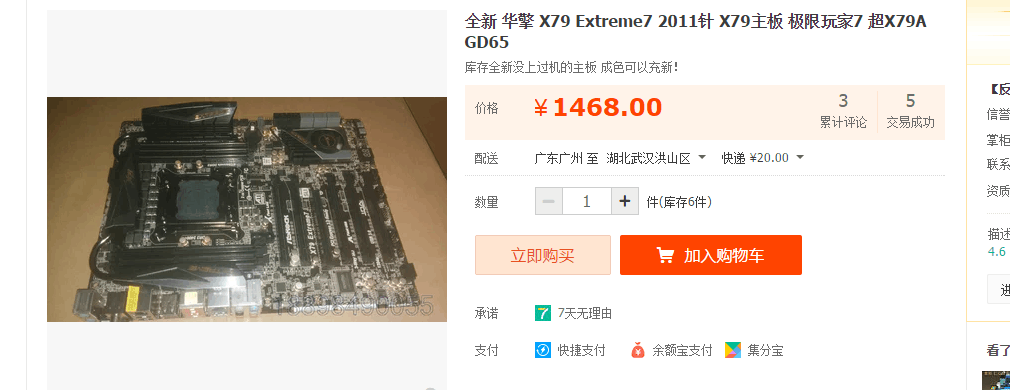 全新 华擎 X79 Extreme7 2011针 X79主板 极限玩家7 超X79A
GD65
库存全新没上过机的主板 成色可以充新!
价格
¥1468.00
3
累计评论
5
交易成功
配送
广东广州 至 湖北武汉洪山区
快递 ¥20.00
数量
1
件(库存6件)
立即购买
加入购物车
承诺
7天无理由
支付
快捷支付
余额宝支付
集分宝
X79 Extreme7
【反
信誉
掌柜
联系
资质
描述
4.6
进
看了